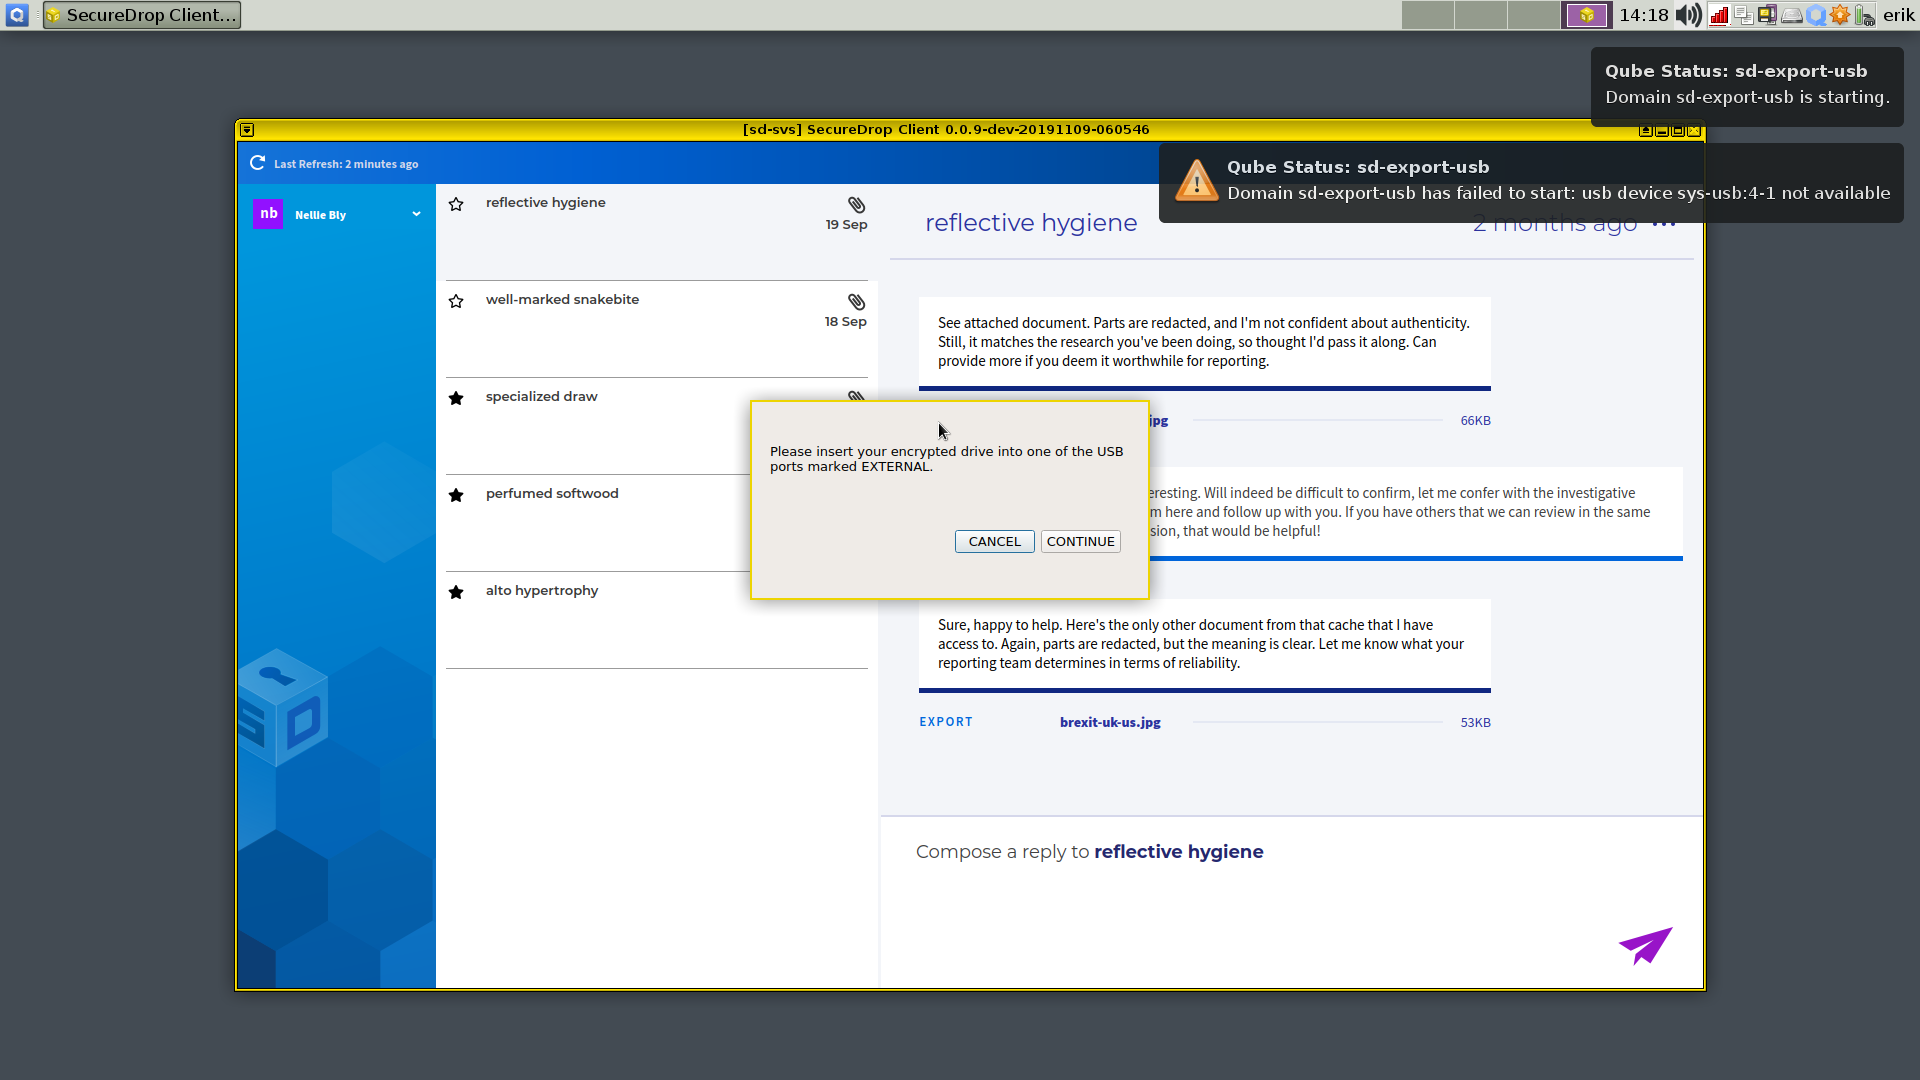 SecureDrop Client...
14:18
erik
Qube Status: sd-export-usb
Domain sd-export-usb is starting.
[sd-svs] SecureDrop Client 0.0.9-dev-20191109-060546
Qube Status: sd-export-usb
Domain sd-export-usb has failed to start: usb device sys-usb:4-1 not available
Last Refresh: 2 minutes ago
nb
Nellie Bly
reflective hygiene
19 Sep
well-marked snakebite
18 Sep
specialized draw
perfumed softwood
alto hypertrophy
SD
reflective hygiene
2 months ago
See attached document. Parts are redacted, and I'm not confident about authenticity.
Still, it matches the research you've been doing, so thought I'd pass it along. Can
provide more if you deem it worthwhile for reporting.
jpg
66KB
Please insert your encrypted drive into one of the USB
ports marked EXTERNAL.
CANCEL
CONTINUE
eresting. Will indeed be difficult to confirm, let me confer with the investigative
m here and follow up with you. If you have others that we can review in the same
sion, that would be helpful!
Sure, happy to help. Here's the only other document from that cache that I have
access to. Again, parts are redacted, but the meaning is clear. Let me know what your
reporting team determines in terms of reliability.
EXPORT
brexit-uk-us.jpg
53KB
Compose a reply to reflective hygiene